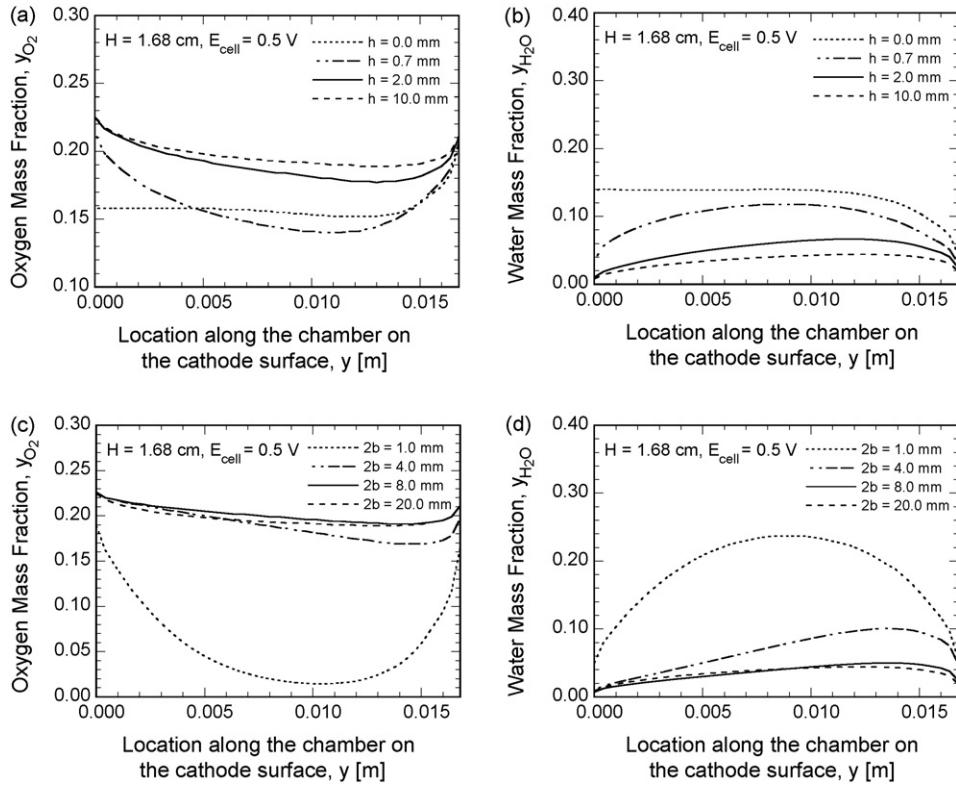 (a)
H = 1.68 cm, E_cell = 0.5 V
h = 0.0 mm
h = 0.7 mm
h = 2.0 mm
h = 10.0 mm
Oxygen Mass Fraction, y_O2
0.30
0.25
0.20
0.15
0.10
0.000 0.005 0.010 0.015
Location along the chamber on
the cathode surface, y [m]
(b)
H = 1.68 cm, E_cell = 0.5 V
h = 0.0 mm
h = 0.7 mm
h = 2.0 mm
h = 10.0 mm
Water Mass Fraction, y_H2O
0.40
0.30
0.20
0.10
0.00
0.000 0.005 0.010 0.015
Location along the chamber on
the cathode surface, y [m]
(c)
H = 1.68 cm, E_cell = 0.5 V
2b = 1.0 mm
2b = 4.0 mm
2b = 8.0 mm
2b = 20.0 mm
Oxygen Mass Fraction, y_O2
0.30
0.25
0.20
0.15
0.10
0.05
0.00
0.000 0.005 0.010 0.015
Location along the chamber on
the cathode surface, y [m]
(d)
H = 1.68 cm, E_cell = 0.5 V
2b = 1.0 mm
2b = 4.0 mm
2b = 8.0 mm
2b = 20.0 mm
Water Mass Fraction, y_H2O
0.40
0.30
0.20
0.10
0.00
0.000 0.005 0.010 0.015
Location along the chamber on
the cathode surface, y [m]